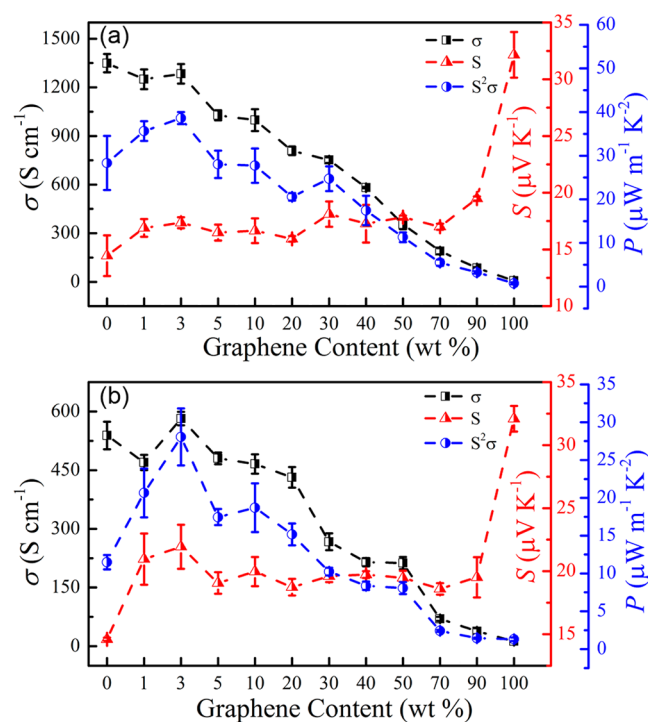 (a)
σ
S
S²σ
1500
1200
900
600
300
0
σ (S cm⁻¹)
35
30
25
20
15
10
S (μV K⁻¹)
60
50
40
30
20
10
0
P (μW m⁻¹ K⁻²)
0 1 3 5 10 20 30 40 50 70 90 100
Graphene Content (wt %)
(b)
σ
S
S²σ
600
450
300
150
0
σ (S cm⁻¹)
35
30
25
20
15
S (μV K⁻¹)
35
30
25
20
15
10
5
0
P (μW m⁻¹ K⁻²)
0 1 3 5 10 20 30 40 50 70 90 100
Graphene Content (wt %)